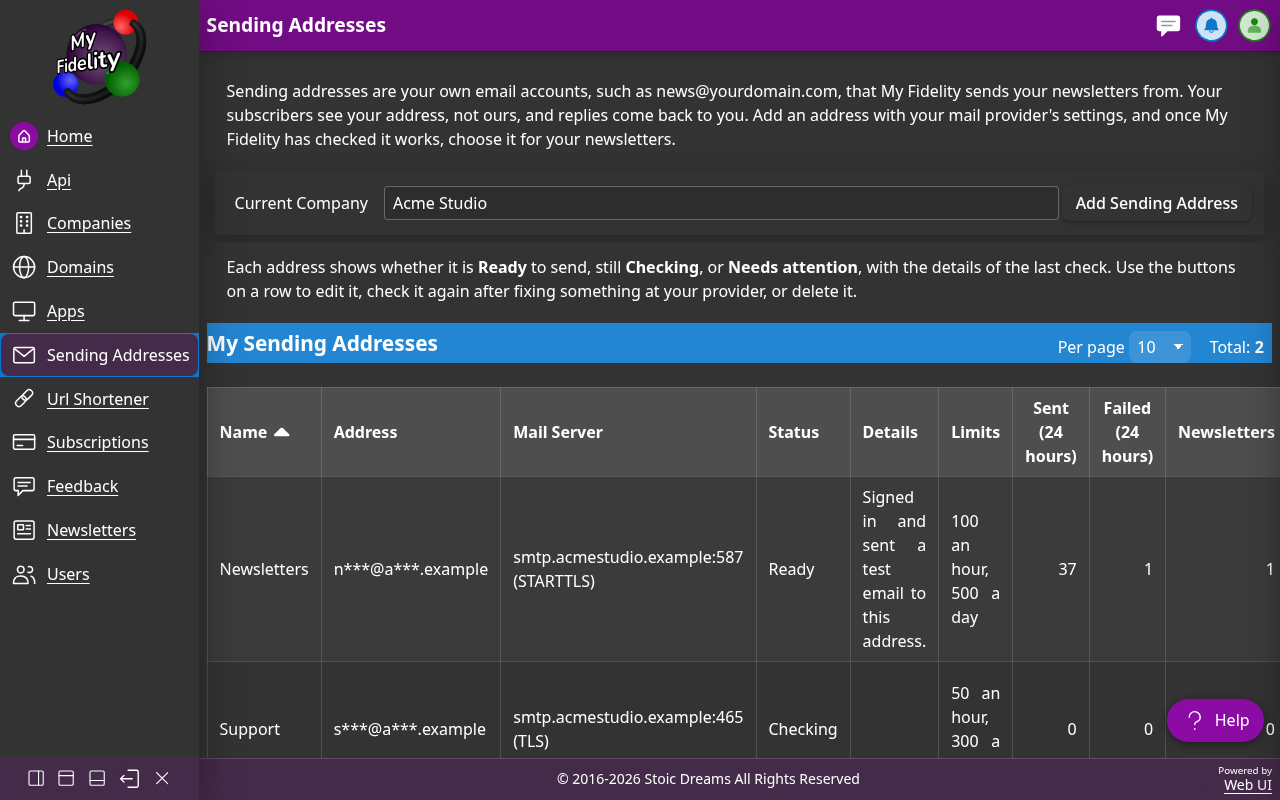 My
Fidelity
Home
Api
Companies
Domains
Apps
Sending Addresses
Url Shortener
Subscriptions
Feedback
Newsletters
Users
Sending Addresses
Sending addresses are your own email accounts, such as news@yourdomain.com, that My Fidelity sends your newsletters from. Your
subscribers see your address, not ours, and replies come back to you. Add an address with your mail provider's settings, and once My
Fidelity has checked it works, choose it for your newsletters.
Current Company Acme Studio Add Sending Address
Each address shows whether it is Ready to send, still Checking, or Needs attention, with the details of the last check. Use the buttons
on a row to edit it, check it again after fixing something at your provider, or delete it.
My Sending Addresses Per page 10 Total: 2
Name Address Mail Server Status Details Limits Sent (24 hours) Failed (24 hours) Newsletters
Newsletters n***@a***.example smtp.acmestudio.example:587 (STARTTLS) Ready Signed in and sent a test email to this address. 100 an hour, 500 a day 37 1 1
Support s***@a***.example smtp.acmestudio.example:465 (TLS) Checking 50 an hour, 300 a 0 0 0
Help
© 2016-2026 Stoic Dreams All Rights Reserved
Powered by
Web UI